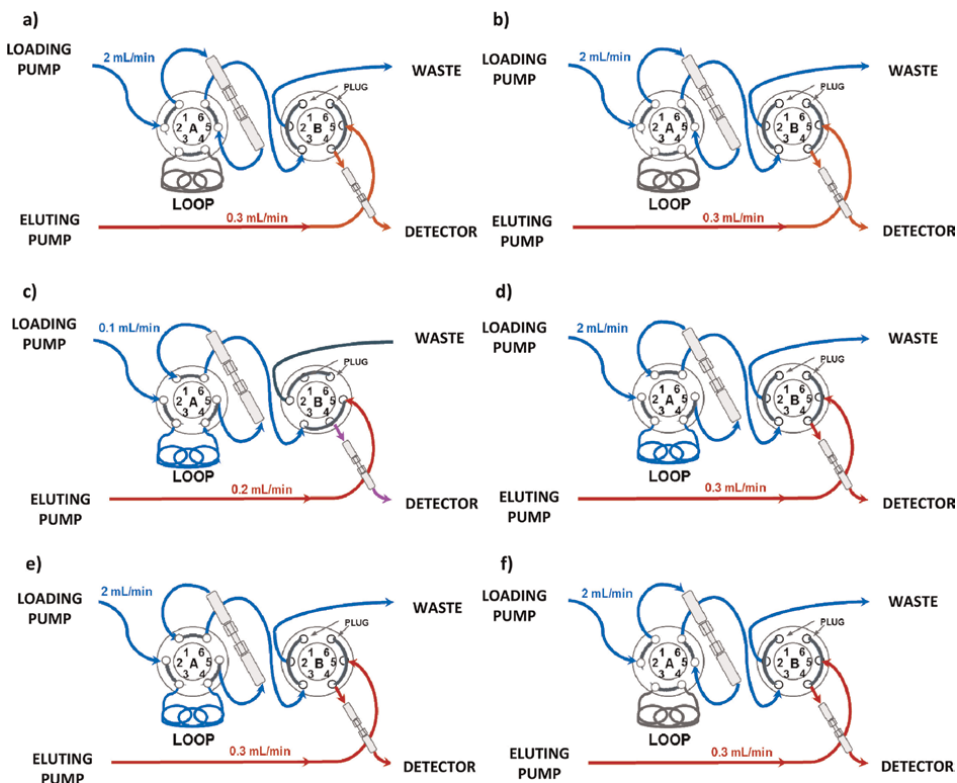 a)
LOADING
PUMP
2 mL/min
WASTE
PLUG
1 6
2 A 5
3 4
1 6
2 B 5
3 4
LOOP
ELUTING
PUMP
0.3 mL/min
DETECTOR
b)
LOADING
PUMP
2 mL/min
WASTE
PLUG
1 6
2 A 5
3 4
1 6
2 B 5
3 4
LOOP
ELUTING
PUMP
0.3 mL/min
DETECTOR
c)
LOADING
PUMP
0.1 mL/min
WASTE
PLUG
1 6
2 A 5
3 4
1 6
2 B 5
3 4
LOOP
ELUTING
PUMP
0.2 mL/min
DETECTOR
d)
LOADING
PUMP
2 mL/min
WASTE
PLUG
1 6
2 A 5
3 4
1 6
2 B 5
3 4
LOOP
ELUTING
PUMP
0.3 mL/min
DETECTOR
e)
LOADING
PUMP
2 mL/min
WASTE
PLUG
1 6
2 A 5
3 4
1 6
2 B 5
3 4
LOOP
ELUTING
PUMP
0.3 mL/min
DETECTOR
f)
LOADING
PUMP
2 mL/min
WASTE
PLUG
1 6
2 A 5
3 4
1 6
2 B 5
3 4
LOOP
ELUTING
PUMP
0.3 mL/min
DETECTOR